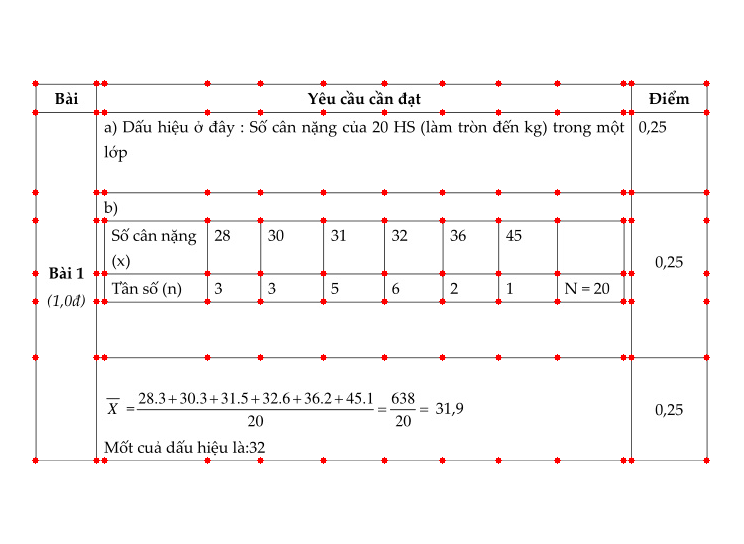 Bài Yêu cầu cần đạt Điểm
a) Dấu hiệu ở đây : Số cân nặng của 20 HS (làm tròn đến kg) trong một 0,25
lớp
b)
Số cân nặng 28 30 31 32 36 45
(x)
0,25
Bài 1
(1,0đ)
Tần số (n) 3 3 5 6 2 1 N = 20
X̅ = (28.3+30.3+31.5+32.6+36.2+45.1)/20 = 638/20 = 31,9
0,25
Mốt cuả dấu hiệu là:32